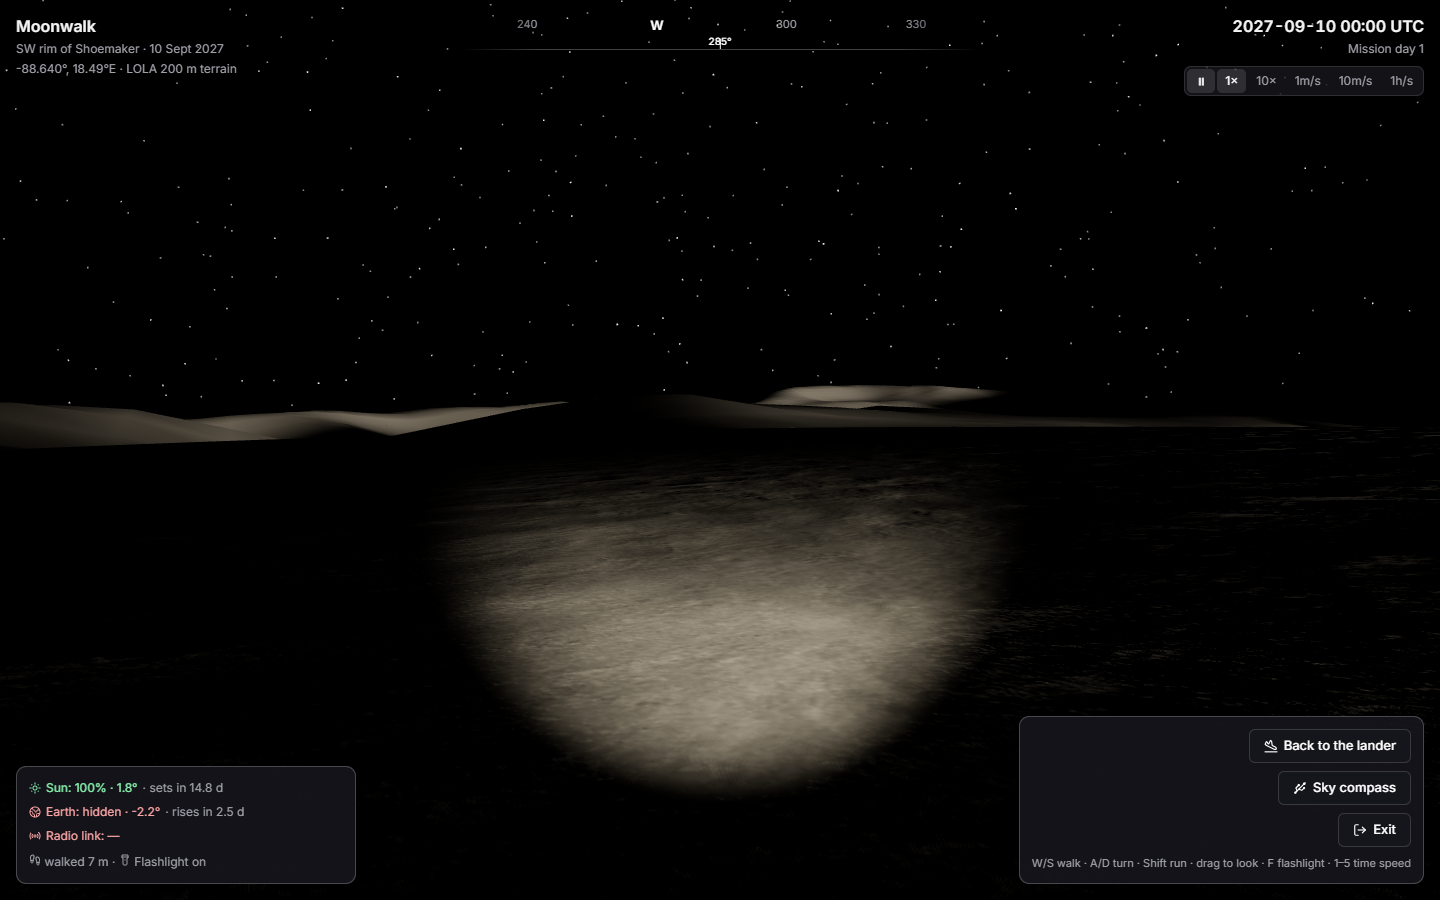 Moonwalk
SW rim of Shoemaker · 10 Sept 2027
-88.640°, 18.49°E · LOLA 200 m terrain
240 W 300 330
285°
2027-09-10 00:00 UTC
Mission day 1
1× 10× 1m/s 10m/s 1h/s
Sun: 100% · 1.8° · sets in 14.8 d
Earth: hidden · -2.2° · rises in 2.5 d
Radio link: —
walked 7 m · Flashlight on
Back to the lander
Sky compass
Exit
W/S walk · A/D turn · Shift run · drag to look · F flashlight · 1–5 time speed